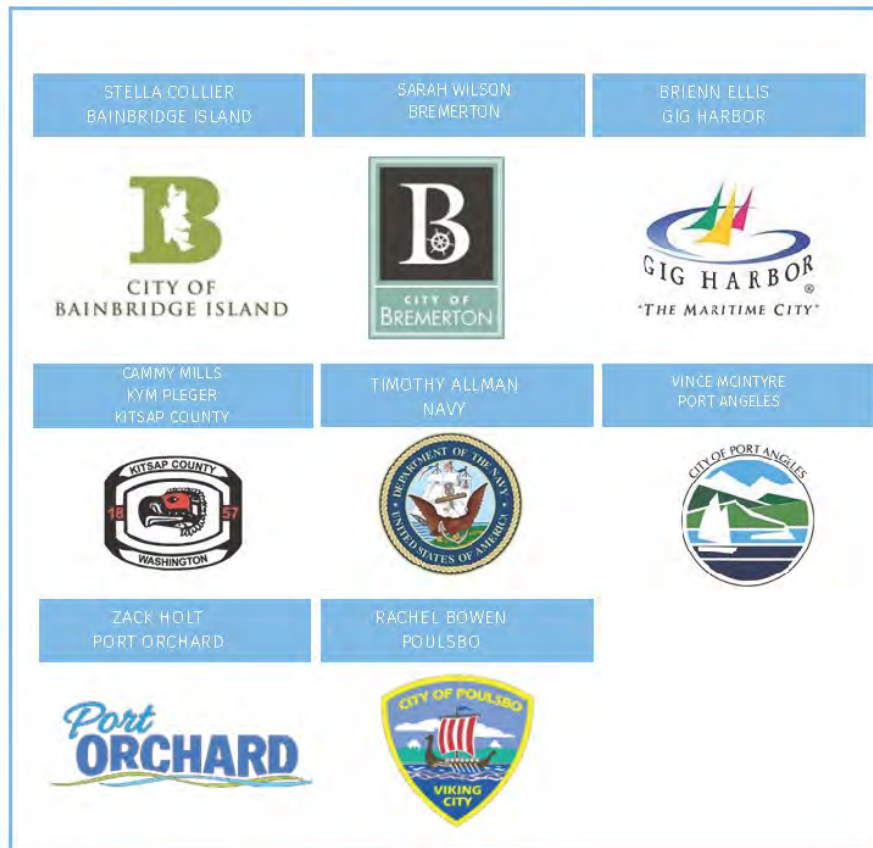 STELLA COLLIER
BAINBRIDGE ISLAND
SARAH WILSON
BREMERTON
BRIENN ELLIS
GIG HARBOR
B
CITY OF
BAINBRIDGE ISLAND
B
CITY OF
BREMERTON
GIG HARBOR
®
"THE MARITIME CITY"
CAMMY MILLS
KYM PLEGER
KITSAP COUNTY
TIMOTHY ALLMAN
NAVY
VINCE MCINTYRE
PORT ANGELES
KITSAP COUNTY
18 57
WASHINGTON
DEPARTMENT OF THE NAVY
UNITED STATES OF AMERICA
CITY OF PORT ANGELES
ZACK HOLT
PORT ORCHARD
RACHEL BOWEN
POULSBO
Port
ORCHARD
CITY OF POULSBO
VIKING
CITY